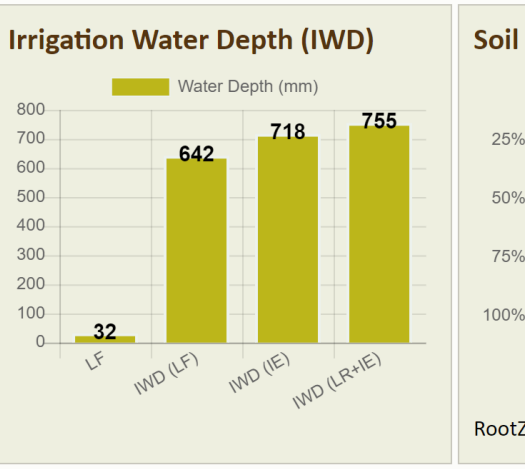 Irrigation Water Depth (IWD)
Water Depth (mm)
800
700
600
500
400
300
200
100
0
32
642
718
755
LF
IWD (LF)
IWD (IE)
IWD (LR+IE)
Soil
25%
50%
75%
100%
RootZ